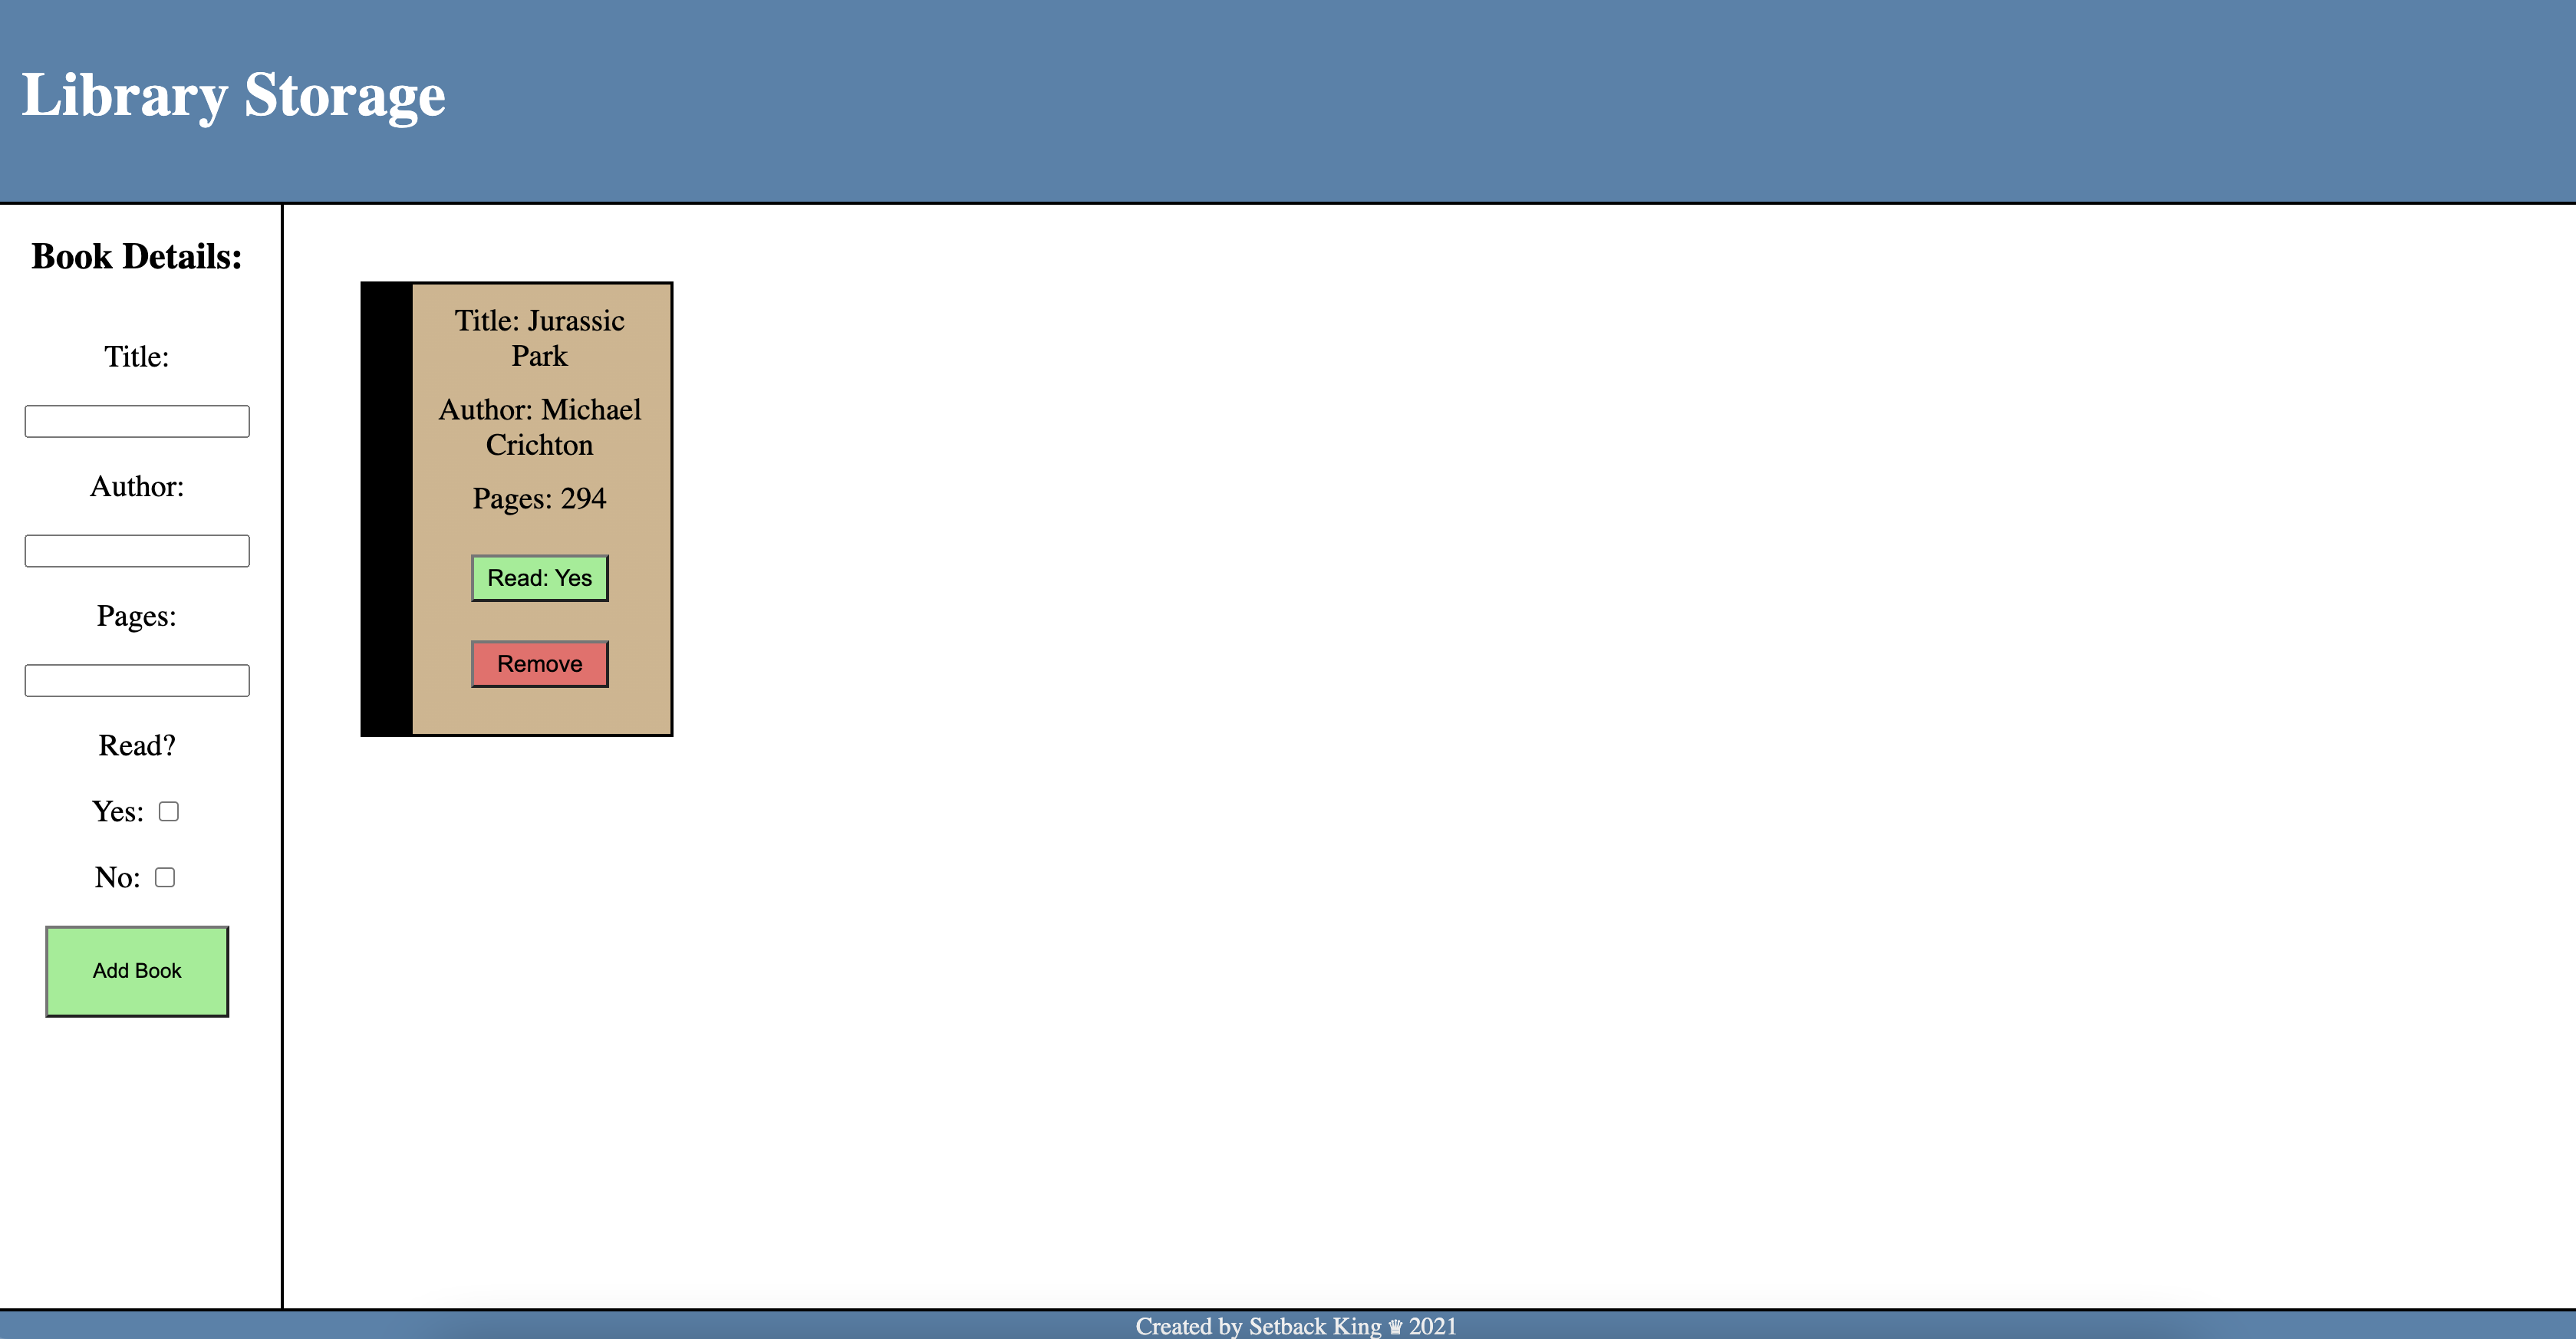 Library Storage
Book Details:
Title:
Author:
Pages:
Read?
Yes:
No:
Add Book
Title: Jurassic
Park
Author: Michael
Crichton
Pages: 294
Read: Yes
Remove
Created by Setback King ♛ 2021